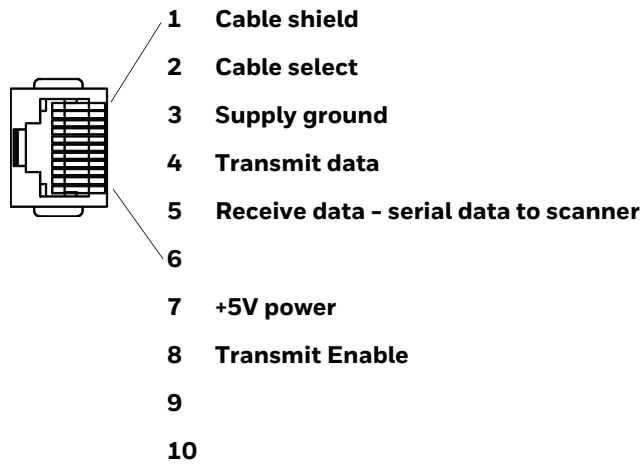 1 Cable shield
2 Cable select
3 Supply ground
4 Transmit data
5 Receive data - serial data to scanner
6
7 +5V power
8 Transmit Enable
9
10